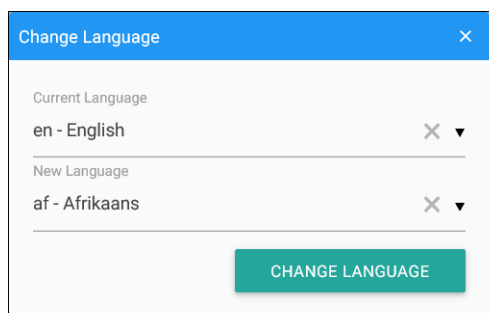 Change Language
Current Language
en - English
New Language
af - Afrikaans
CHANGE LANGUAGE